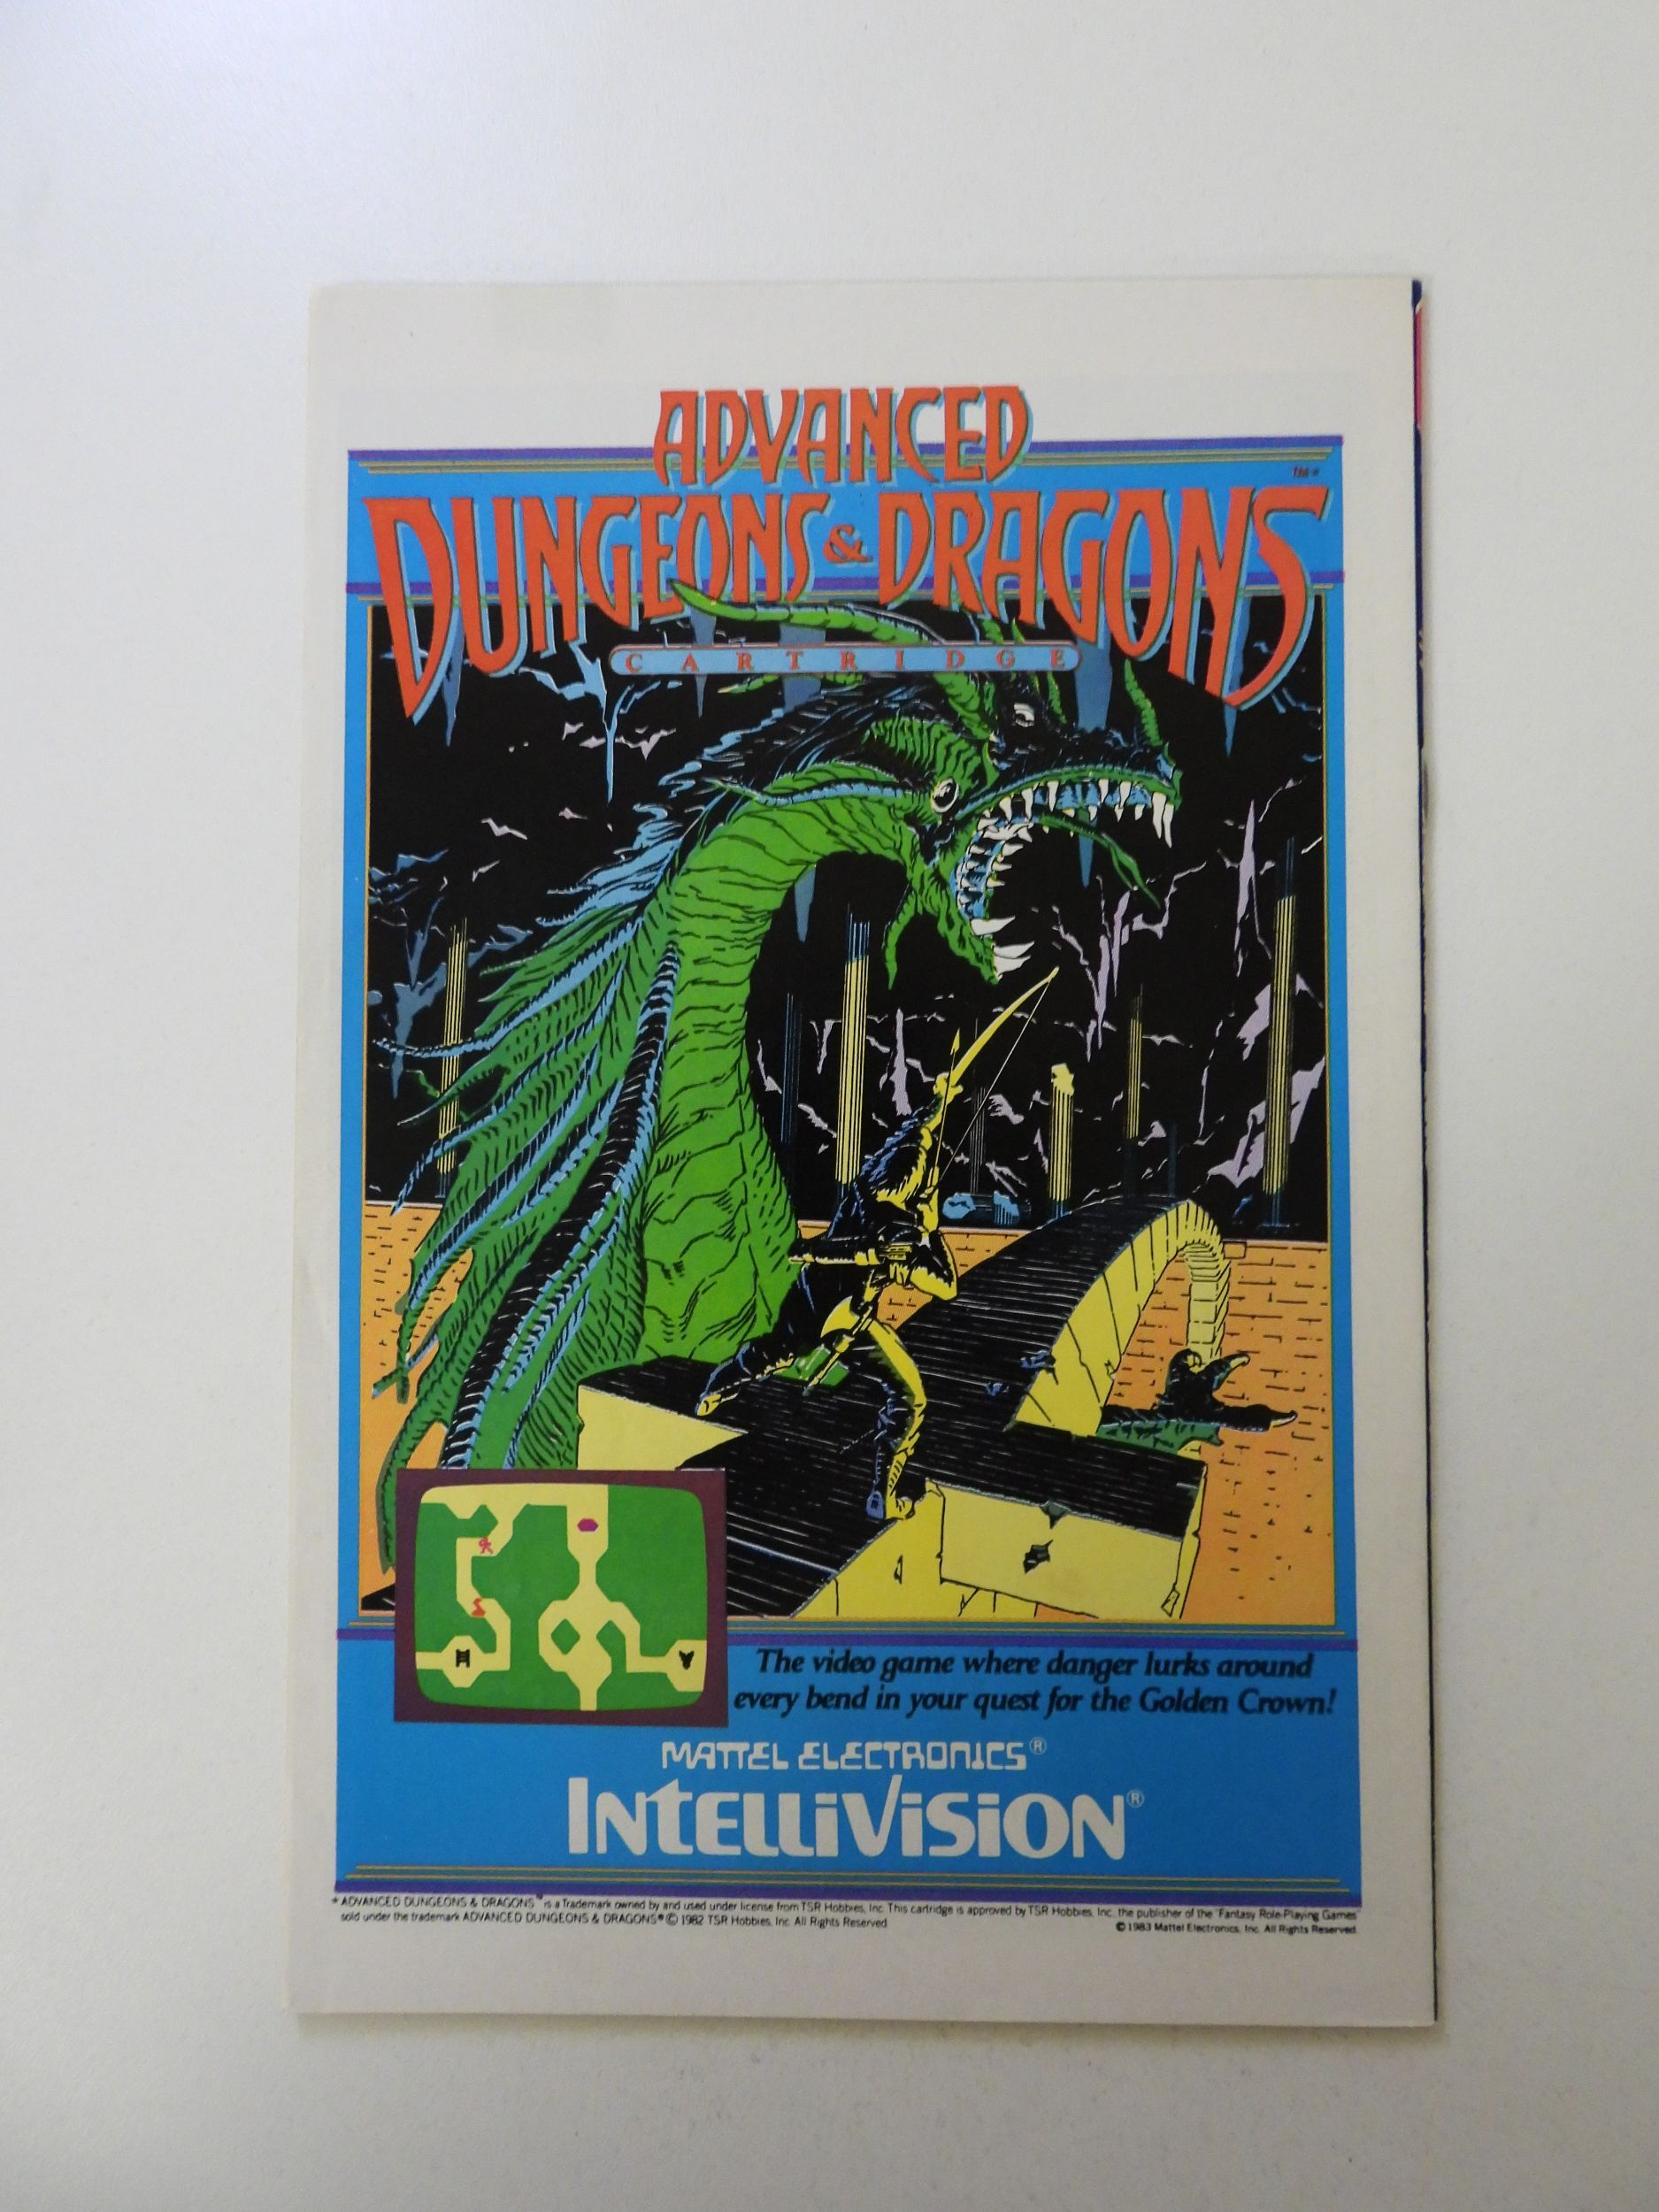 ADVANCED
TM*
DUNGEONS & DRAGONS
CARTRIDGE
The video game where danger lurks around
every bend in your quest for the Golden Crown!
MATTEL ELECTRONICS®
INTELLIVISION®
* ADVANCED DUNGEONS & DRAGONS® is a Trademark owned by and used under license from TSR Hobbies, Inc. This cartridge is approved by TSR Hobbies, Inc., the publisher of the "Fantasy Role-Playing Games"
sold under the trademark ADVANCED DUNGEONS & DRAGONS* © 1982 TSR Hobbies, Inc. All Rights Reserved
© 1983 Mattel Electronics, Inc. All Rights Reserved.